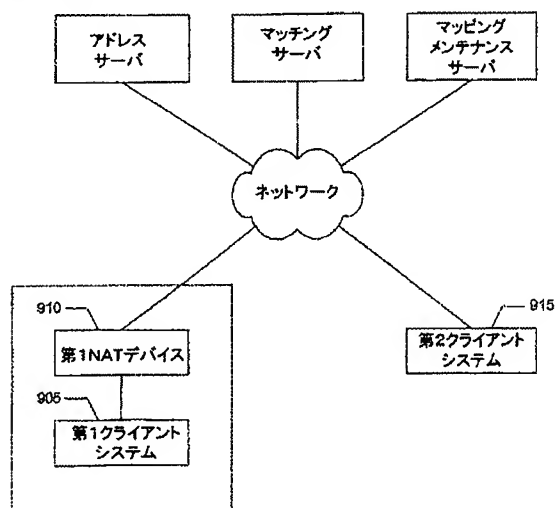 アドレス
サーバ
マッチング
サーバ
マッピング
メンテナンス
サーバ
ネットワーク
910
第1NATデバイス
905
第1クライアント
システム
915
第2クライアント
システム